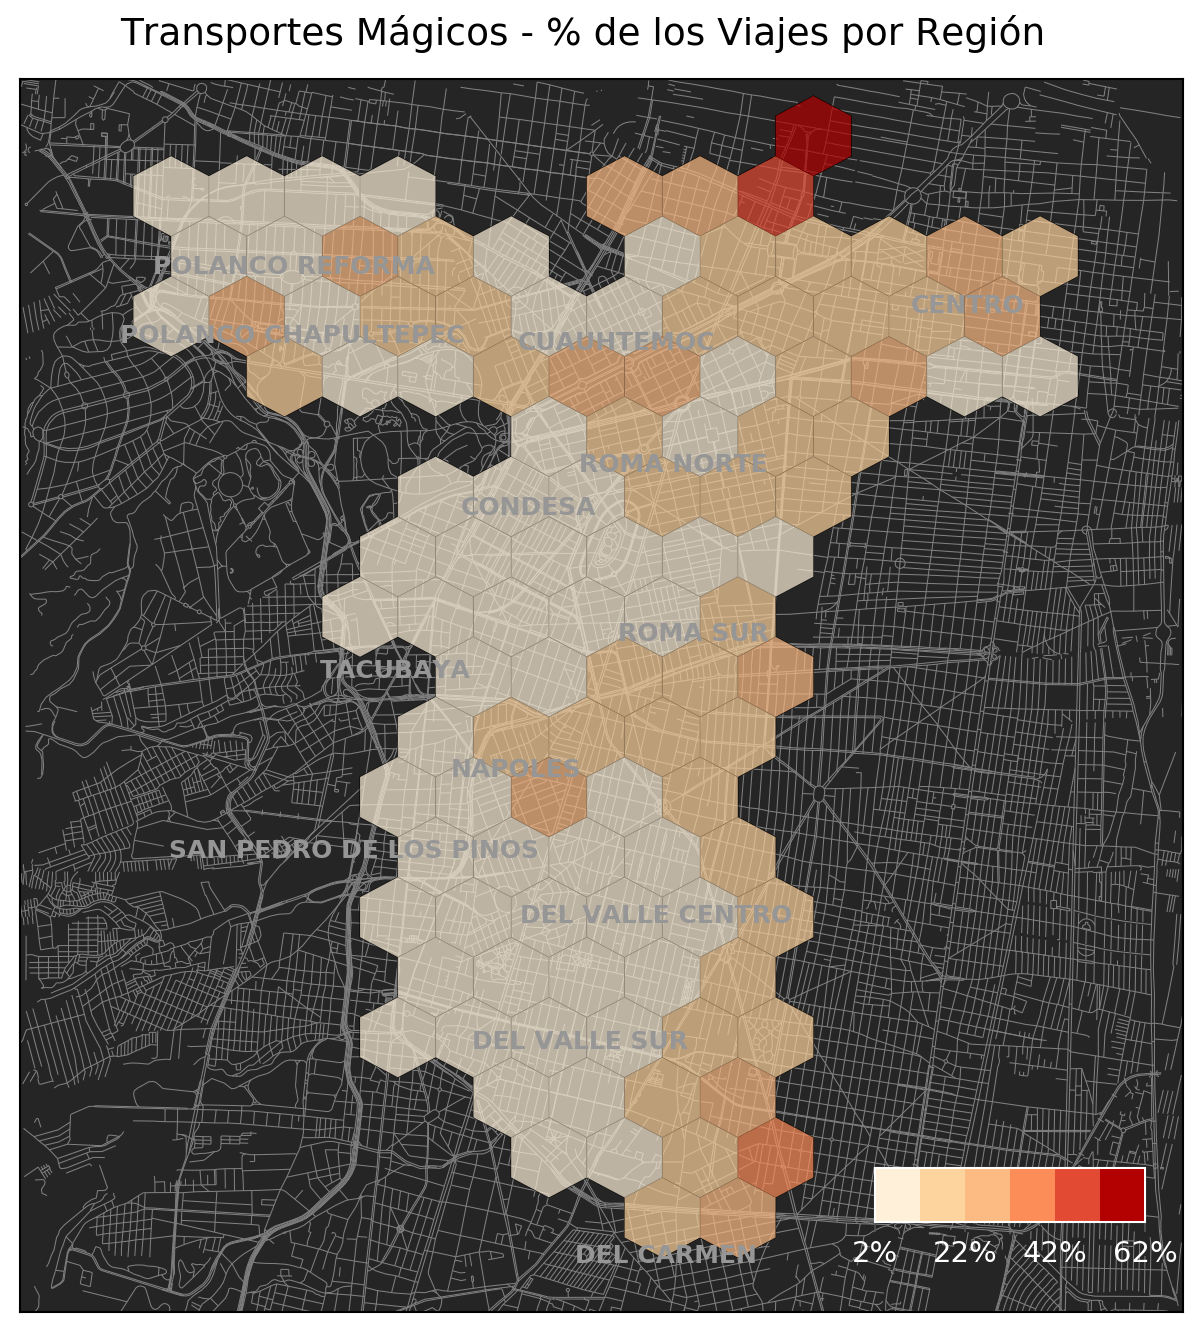 Transportes Mágicos - % de los Viajes por Región
POLANCO REFORMA
CENTRO
POLANCO CHAPULTEPEC
CUAUHTEMOC
ROMA NORTE
CONDESA
ROMA SUR
TACUBAYA
NAPOLES
SAN PEDRO DE LOS PINOS
DEL VALLE CENTRO
DEL VALLE SUR
DEL CARMEN
2% 22% 42% 62%